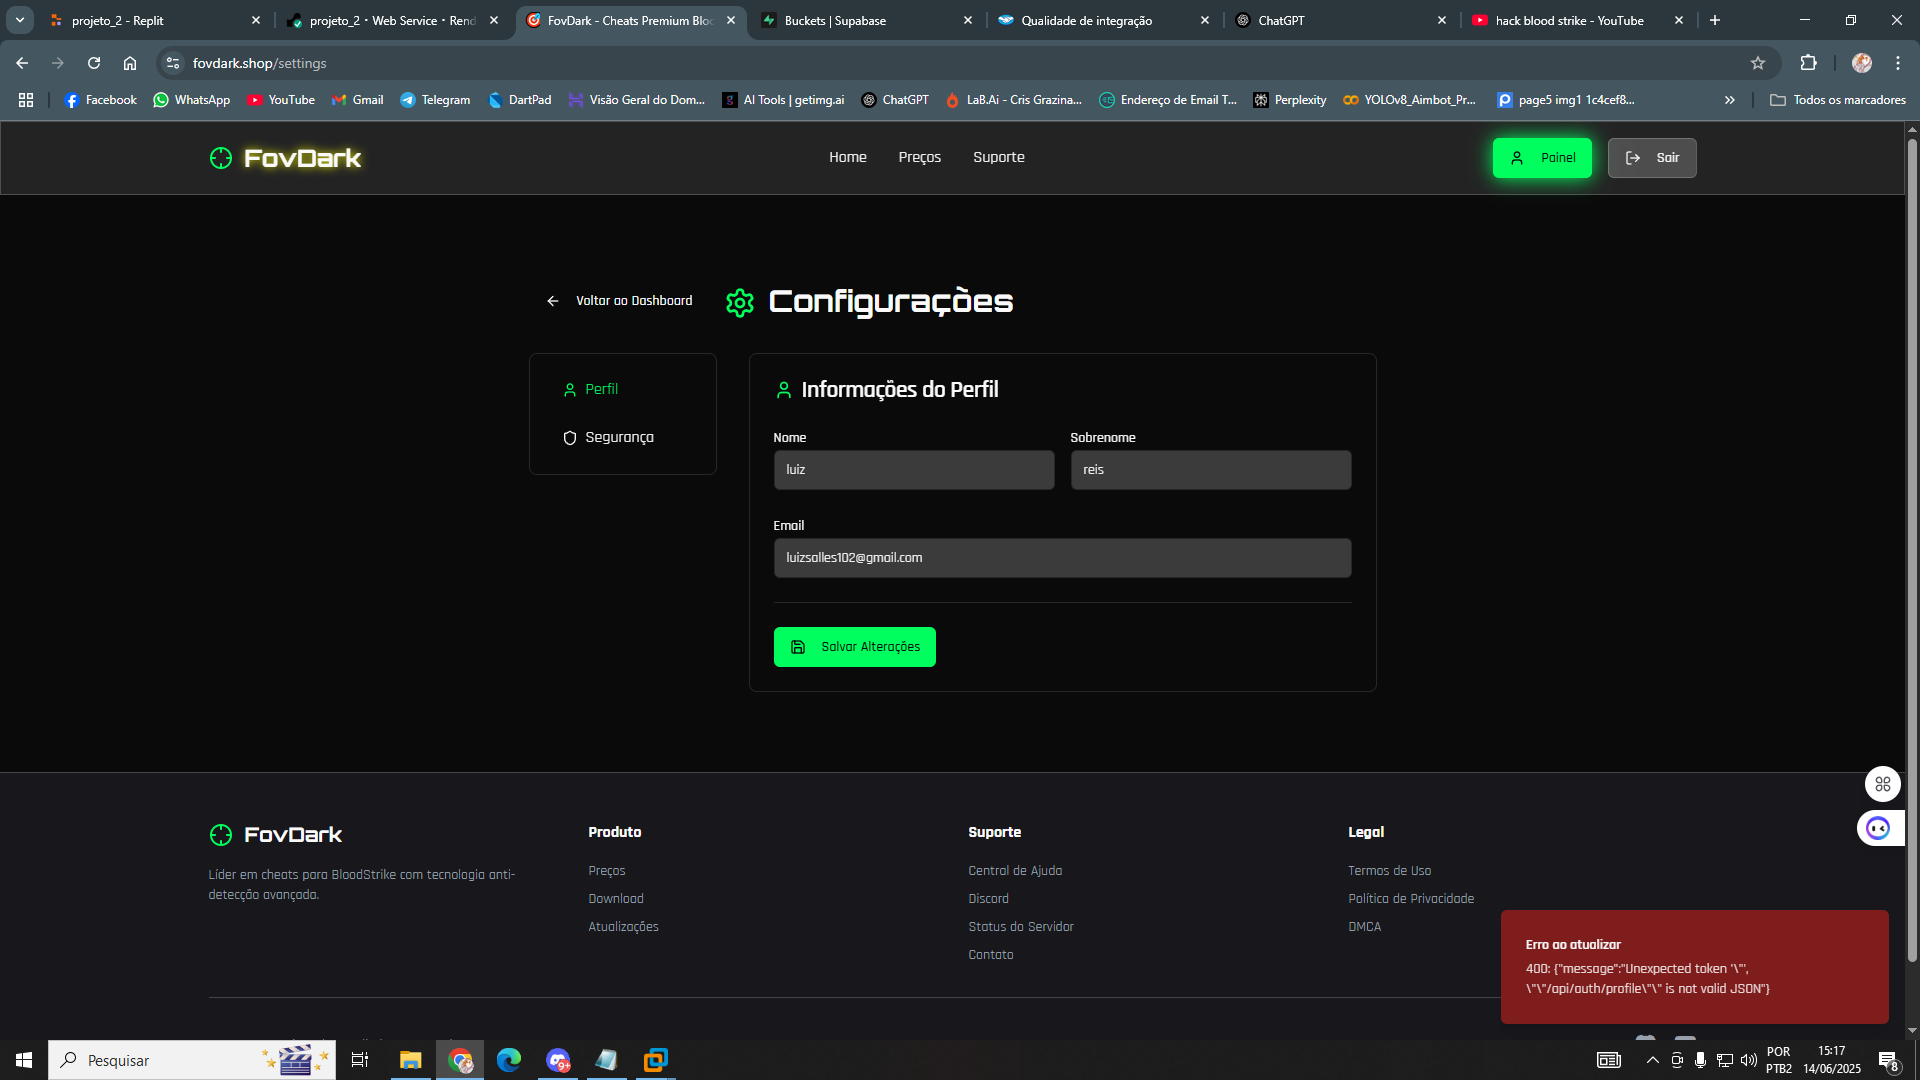 projeto_2 - Replit
projeto_2 · Web Service · Rend
FovDark - Cheats Premium Bloo
Buckets | Supabase
Qualidade de integração
ChatGPT
hack blood strike - YouTube
fovdark.shop/settings
Facebook
WhatsApp
YouTube
Gmail
Telegram
DartPad
Visão Geral do Dom...
AI Tools | getimg.ai
ChatGPT
LaB.Ai - Cris Grazina...
Endereço de Email T...
Perplexity
YOLOv8_Aimbot_Pr...
page5 img1 1c4cef8...
Todos os marcadores
FovDark
Home
Preços
Suporte
Painel
Sair
Voltar ao Dashboard
Configurações
Perfil
Segurança
Informações do Perfil
Nome
Sobrenome
luiz
reis
Email
luizsalles102@gmail.com
Salvar Alterações
FovDark
Líder em cheats para BloodStrike com tecnologia anti-
detecção avançada.
Produto
Preços
Download
Atualizações
Suporte
Central de Ajuda
Discord
Status do Servidor
Contato
Legal
Termos de Uso
Política de Privacidade
DMCA
Erro ao atualizar
400: {"message":"Unexpected token '\"',
\"\"/api/auth/profile\"\" is not valid JSON"}
Pesquisar
9+
POR
PTB2
15:17
14/06/2025
8